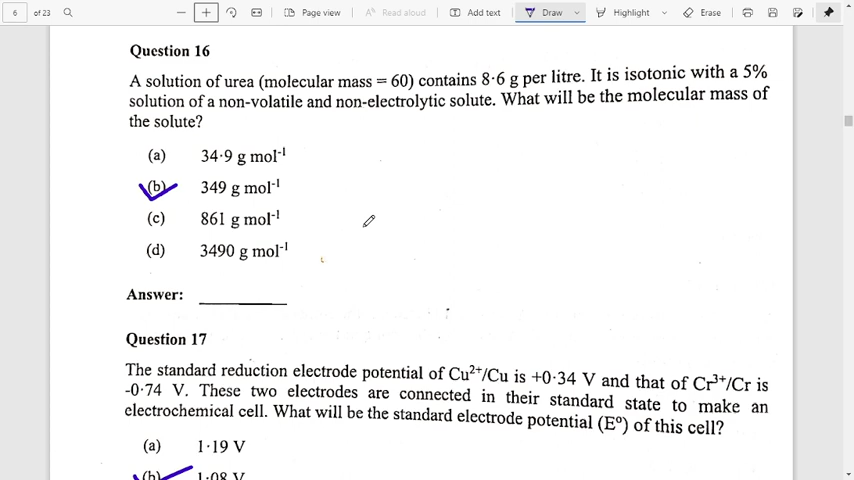 6 of 23 Page view Read aloud Add text Draw Highlight Erase
Question 16
A solution of urea (molecular mass = 60) contains 8·6 g per litre. It is isotonic with a 5%
solution of a non-volatile and non-electrolytic solute. What will be the molecular mass of
the solute?
(a) 34·9 g mol⁻¹
(b) 349 g mol⁻¹
(c) 861 g mol⁻¹
(d) 3490 g mol⁻¹
Answer: ____________
Question 17
The standard reduction electrode potential of Cu²⁺/Cu is +0·34 V and that of Cr³⁺/Cr is
-0·74 V. These two electrodes are connected in their standard state to make an
electrochemical cell. What will be the standard electrode potential (E°) of this cell?
(a) 1·19 V
(b) 1·08 V